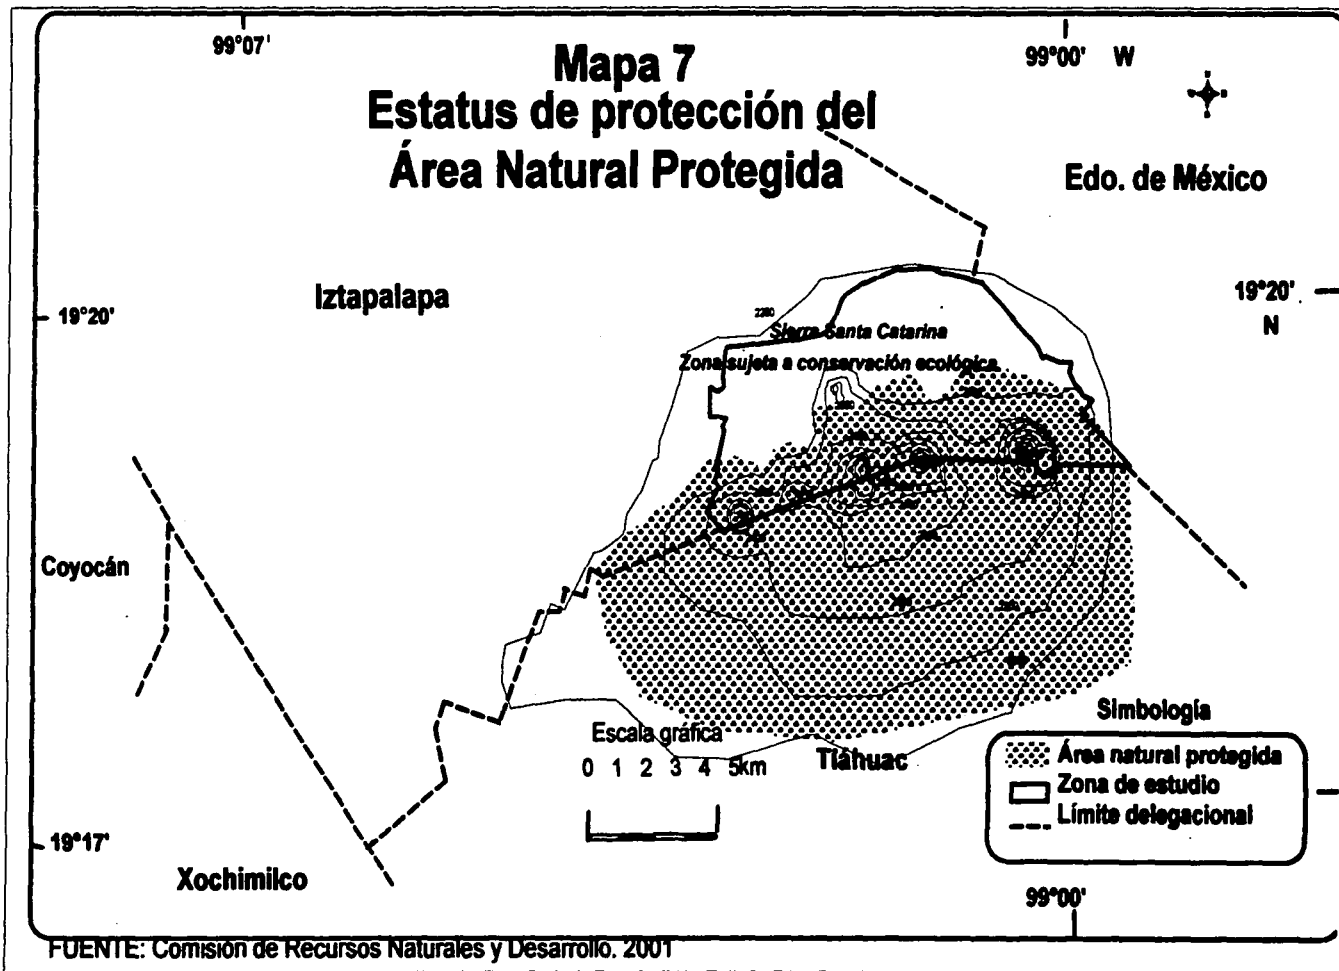 99°07'
99°00' W
Mapa 7
Estatus de protección del
Área Natural Protegida
Edo. de México
Iztapalapa
19°20'
19°20'
N
2260
Sierra Santa Catarina
Zona sujeta a conservación ecológica
Coyocán
Simbología
Escala gráfica
0 1 2 3 4 5km
Tláhuac
Área natural protegida
Zona de estudio
Límite delegacional
19°17'
Xochimilco
99°00'
FUENTE: Comisión de Recursos Naturales y Desarrollo. 2001